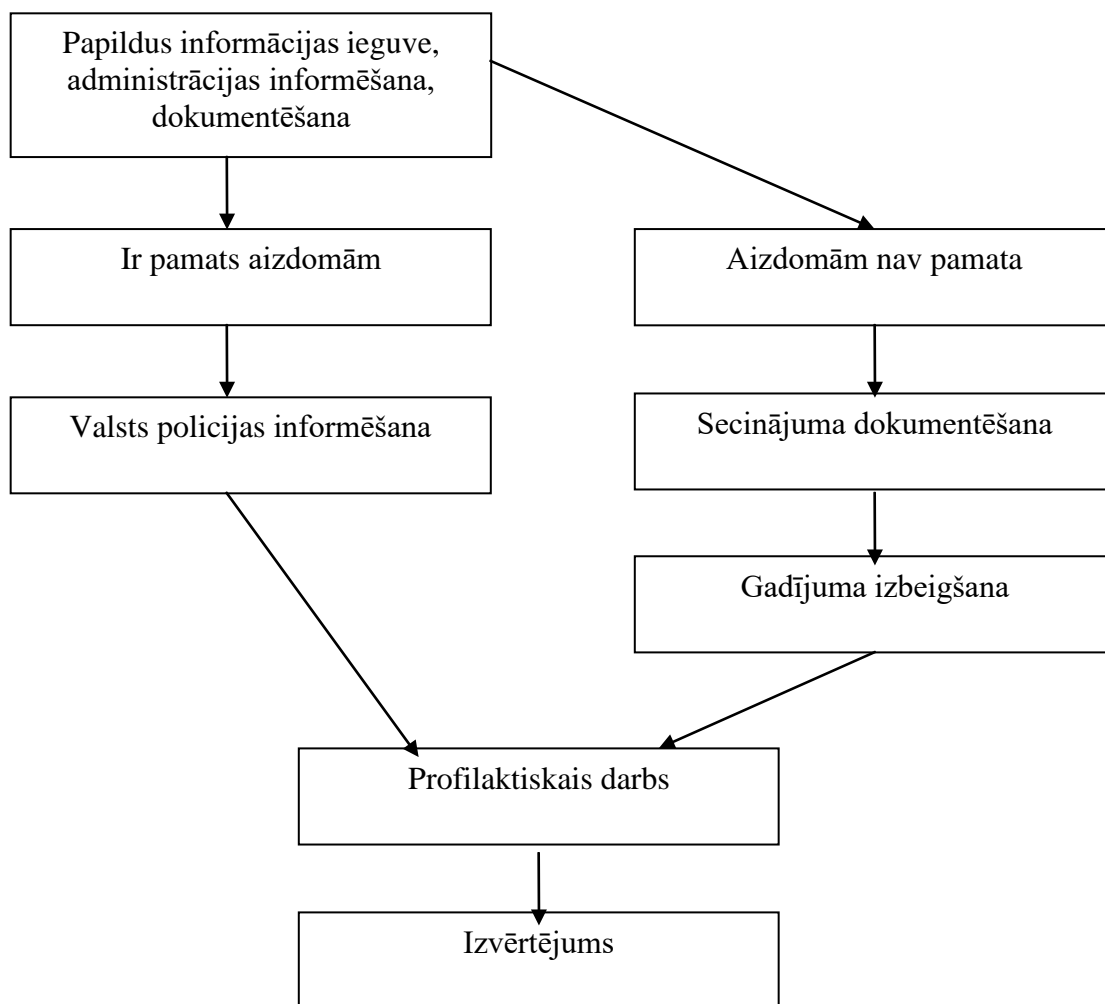 Papildus informācijas ieguve,
administrācijas informēšana,
dokumentēšana
Ir pamats aizdomām
Aizdomām nav pamata
Valsts policijas informēšana
Secinājuma dokumentēšana
Gadījuma izbeigšana
Profilaktiskais darbs
Izvērtējums